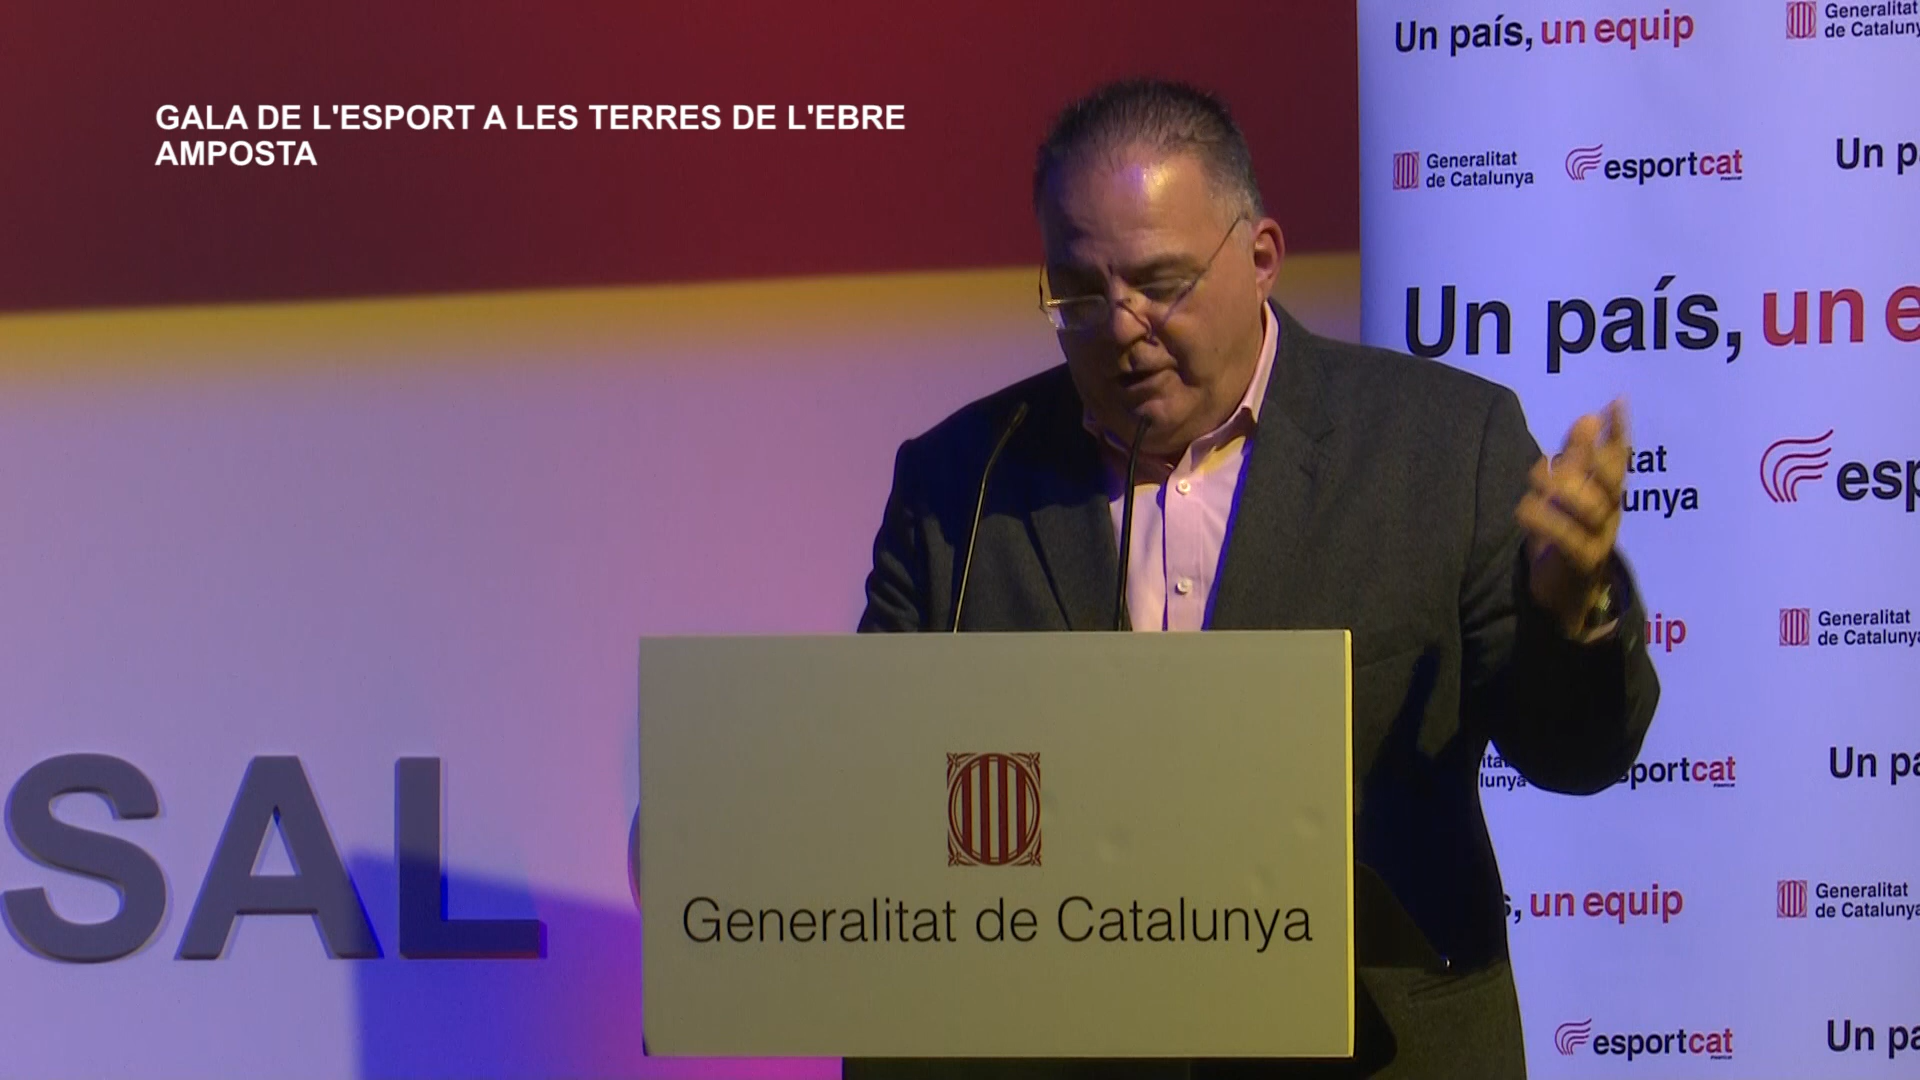 GALA DE L'ESPORT A LES TERRES DE L'EBRE
AMPOSTA
Un país, un equip
Generalitat
de Catalunya
Generalitat
de Catalunya
esportcat
Un
Un país, un
esp
Generalitat
de Catalunya
esportcat
Un
un equip
Generalitat
de Catalunya
esportcat
Un
SAL
Generalitat de Catalunya